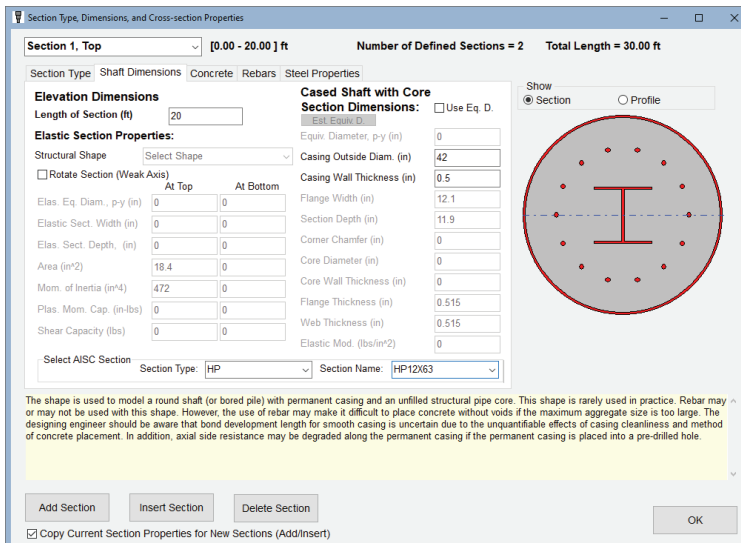 Section Type, Dimensions, and Cross-section Properties
Section 1, Top
[0.00 - 20.00 ] ft
Number of Defined Sections = 2
Total Length = 30.00 ft
Section Type
Shaft Dimensions
Concrete
Rebars
Steel Properties
Elevation Dimensions
Length of Section (ft)
20
Elastic Section Properties:
Structural Shape
Select Shape
Rotate Section (Weak Axis)
At Top
At Bottom
Elas. Eq. Diam., p-y (in)
0
0
Elastic Sect. Width (in)
0
0
Elas. Sect. Depth, (in)
0
0
Area (in^2)
18.4
0
Mom. of Inertia (in^4)
472
0
Plas. Mom. Cap. (in-lbs)
0
0
Shear Capacity (lbs)
0
0
Cased Shaft with Core
Section Dimensions:
Use Eq. D.
Est. Equiv. D.
Equiv. Diameter, p-y (in)
0
Casing Outside Diam. (in)
42
Casing Wall Thickness (in)
0.5
Flange Width (in)
12.1
Section Depth (in)
11.9
Corner Chamfer (in)
0
Core Diameter (in)
0
Core Wall Thickness (in)
0
Flange Thickness (in)
0.515
Web Thickness (in)
0.515
Elastic Mod. (lbs/in^2)
0
Select AISC Section
Section Type:
HP
Section Name:
HP12X63
Show
Section
Profile
The shape is used to model a round shaft (or bored pile) with permanent casing and an unfilled structural pipe core. This shape is rarely used in practice. Rebar may
or may not be used with this shape. However, the use of rebar may make it difficult to place concrete without voids if the maximum aggregate size is too large. The
designing engineer should be aware that bond development length for smooth casing is uncertain due to the unquantifiable effects of casing cleanliness and method
of concrete placement. In addition, axial side resistance may be degraded along the permanent casing if the permanent casing is placed into a pre-drilled hole.
Add Section
Insert Section
Delete Section
OK
Copy Current Section Properties for New Sections (Add/Insert)